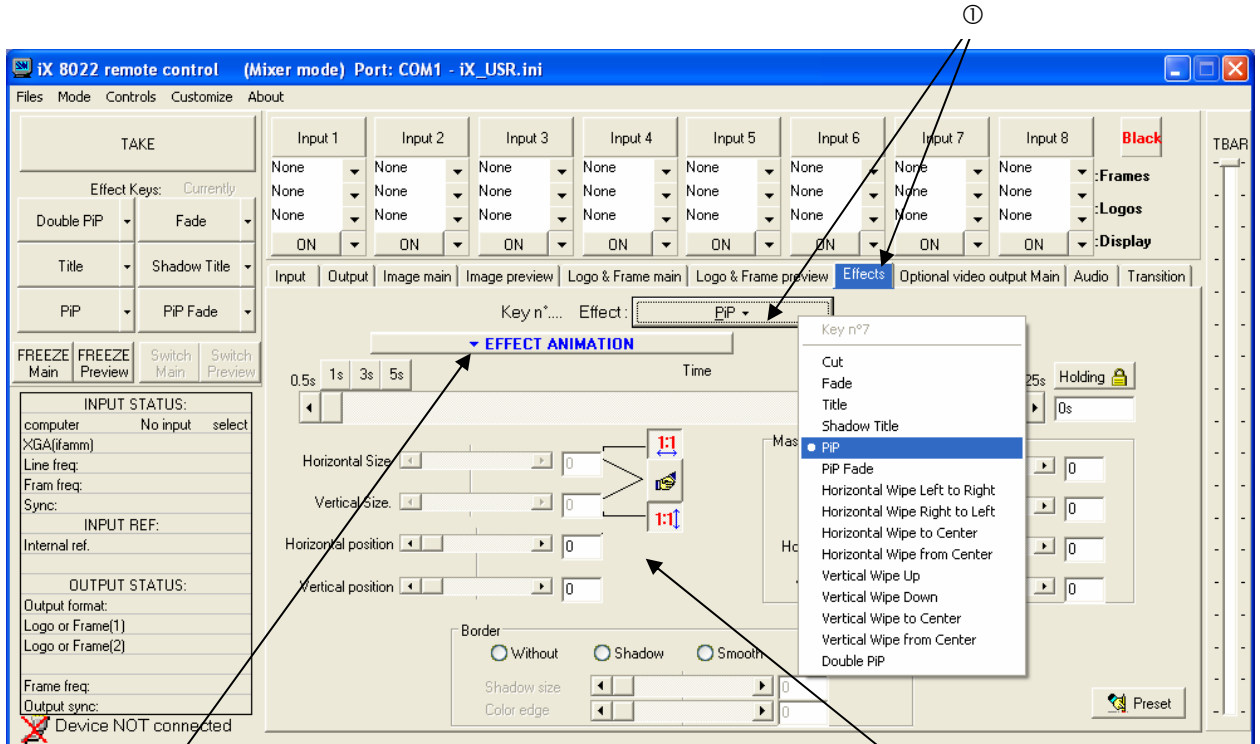 ①
iX 8022 remote control (Mixer mode) Port: COM1 - iX_USR.ini
Files Mode Controls Customize About
TAKE
Effect Keys: Currently
Double PiP Fade
Title Shadow Title
PiP PiP Fade
FREEZE Main FREEZE Preview Switch Main Switch Preview
INPUT STATUS:
computer No input select
XGA(ifamm)
Line freq:
Fram freq:
Sync:
INPUT REF:
Internal ref.
OUTPUT STATUS:
Output format:
Logo or Frame(1)
Logo or Frame(2)
Frame freq:
Output sync:
Device NOT connected
Input 1 Input 2 Input 3 Input 4 Input 5 Input 6 Input 7 Input 8 Black
None None None None None None None None :Frames
None None None None None None None None
None None None None None None None None :Logos
ON ON ON ON ON ON ON ON :Display
TBAR
Input Output Image main Image preview Logo & Frame main Logo & Frame preview Effects Optional video output Main Audio Transition
Key n°.... Effect : PiP
EFFECT ANIMATION
0.5s 1s 3s 5s Time 25s Holding
0s
Horizontal Size 0 1:1
Vertical Size. 0 1:1
Horizontal position 0
Vertical position 0
Mas
0
0
Ho 0
0
Border
Without Shadow Smooth
Shadow size 0
Color edge 0
Preset
Key n°7
Cut
Fade
Title
Shadow Title
PiP
PiP Fade
Horizontal Wipe Left to Right
Horizontal Wipe Right to Left
Horizontal Wipe to Center
Horizontal Wipe from Center
Vertical Wipe Up
Vertical Wipe Down
Vertical Wipe to Center
Vertical Wipe from Center
Double PiP